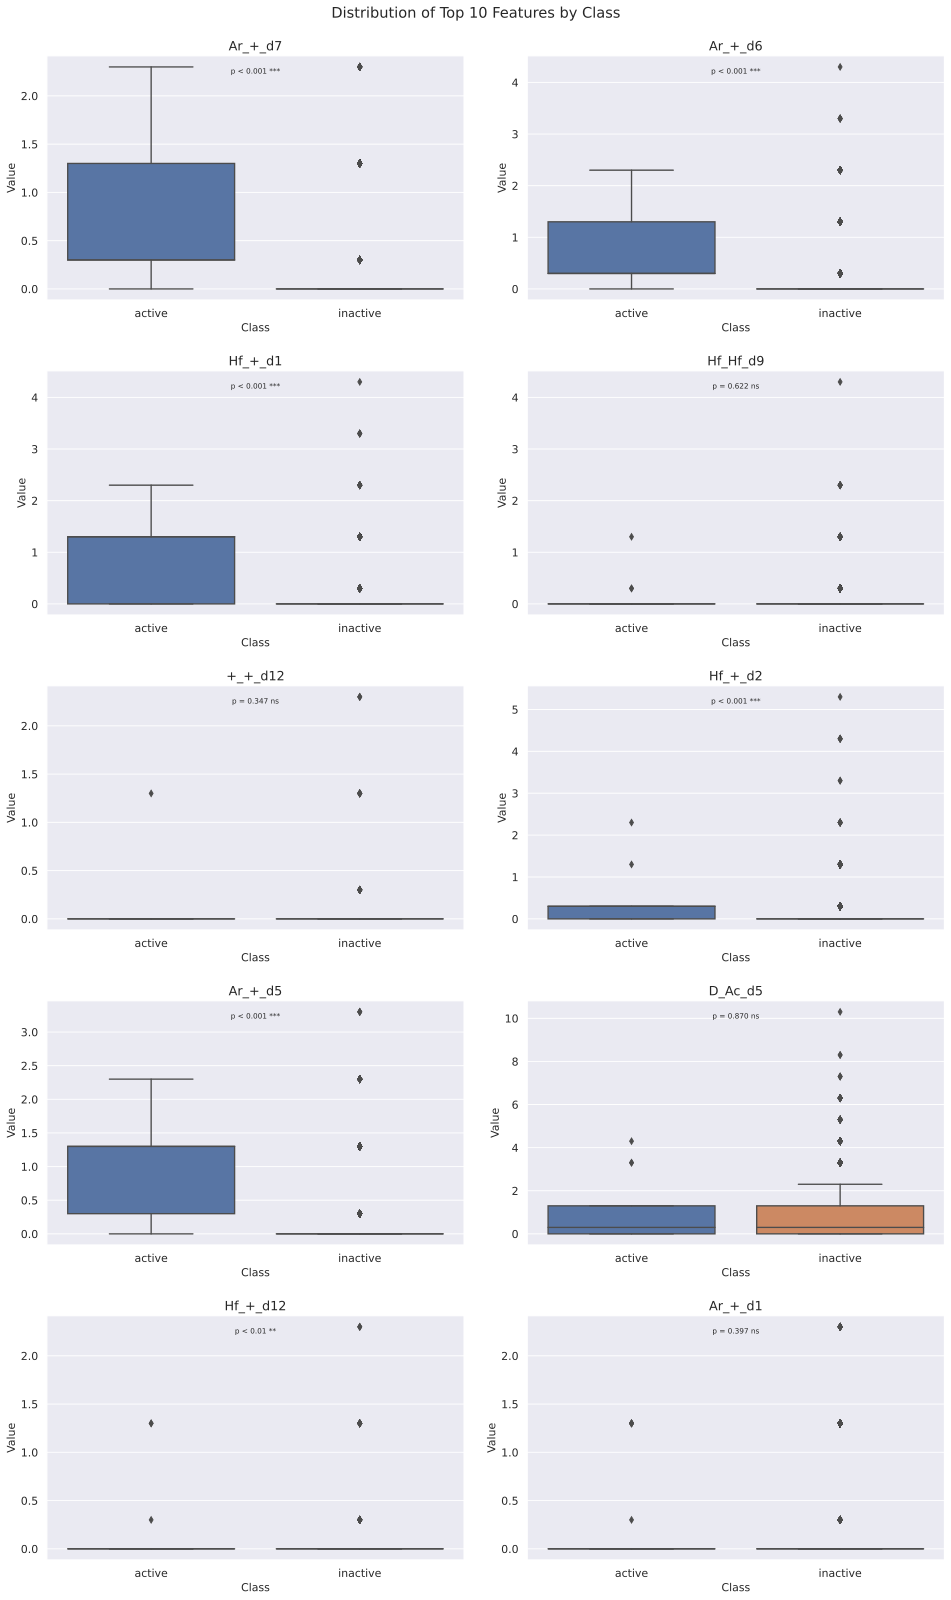 Distribution of Top 10 Features by Class
Ar_+_d7
p < 0.001 ***
Value
2.0
1.5
1.0
0.5
0.0
active
inactive
Class
Ar_+_d6
p < 0.001 ***
Value
4
3
2
1
0
active
inactive
Class
Hf_+_d1
p < 0.001 ***
Value
4
3
2
1
0
active
inactive
Class
Hf_Hf_d9
p = 0.622 ns
Value
4
3
2
1
0
active
inactive
Class
+_+_d12
p = 0.347 ns
Value
2.0
1.5
1.0
0.5
0.0
active
inactive
Class
Hf_+_d2
p < 0.001 ***
Value
5
4
3
2
1
0
active
inactive
Class
Ar_+_d5
p < 0.001 ***
Value
3.0
2.5
2.0
1.5
1.0
0.5
0.0
active
inactive
Class
D_Ac_d5
p = 0.870 ns
Value
10
8
6
4
2
0
active
inactive
Class
Hf_+_d12
p < 0.01 **
Value
2.0
1.5
1.0
0.5
0.0
active
inactive
Class
Ar_+_d1
p = 0.397 ns
Value
2.0
1.5
1.0
0.5
0.0
active
inactive
Class